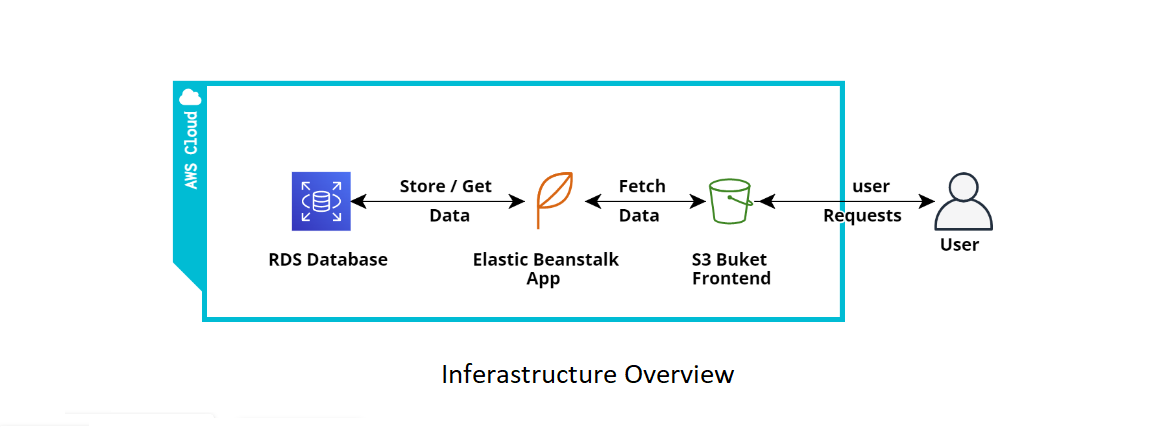 AWS Cloud
Store / Get
Data
Fetch
Data
user
Requests
RDS Database
Elastic Beanstalk
App
S3 Buket
Frontend
User
Inferastructure Overview